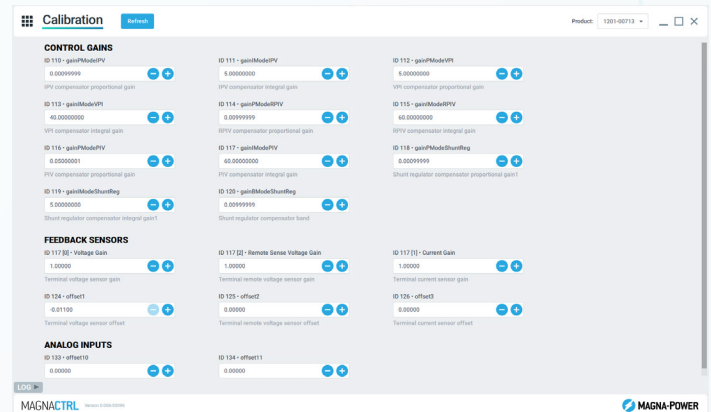 Calibration
Refresh
Product: 1201-00713
CONTROL GAINS
ID 110 - gainPModeIPV ID 111 - gainIModeIPV ID 112 - gainPModeVPI
0.00099999 5.00000000 5.00000000
IPV compensator proportional gain IPV compensator integral gain VPI compensator proportional gain
ID 113 - gainIModeVPI ID 114 - gainPModeRPIV ID 115 - gainIModeRPIV
40.00000000 0.00999999 60.00000000
VPI compensator integral gain RPIV compensator proportional gain RPIV compensator integral gain
ID 116 - gainPModePIV ID 117 - gainIModePIV ID 118 - gainPModeShuntReg
0.05000001 60.00000000 0.00099999
PIV compensator proportional gain PIV compensator integral gain Shunt regulator compensator proportional gain1
ID 119 - gainIModeShuntReg ID 120 - gainBModeShuntReg
5.00000000 0.00999999
Shunt regulator compensator integral gain1 Shunt regulator compensator band
FEEDBACK SENSORS
ID 117 [0] - Voltage Gain ID 117 [2] - Remote Sense Voltage Gain ID 117 [1] - Current Gain
1.00000 1.00000 1.00000
Terminal voltage sensor gain Terminal remote voltage sensor gain Terminal current sensor gain
ID 124 - offset1 ID 125 - offset2 ID 126 - offset3
-0.01100 0.00000 0.00000
Terminal voltage sensor offset Terminal remote voltage sensor offset Terminal current sensor offset
ANALOG INPUTS
ID 133 - offset10 ID 134 - offset11
0.00000 0.00000
LOG
MAGNACTRL
MAGNA-POWER